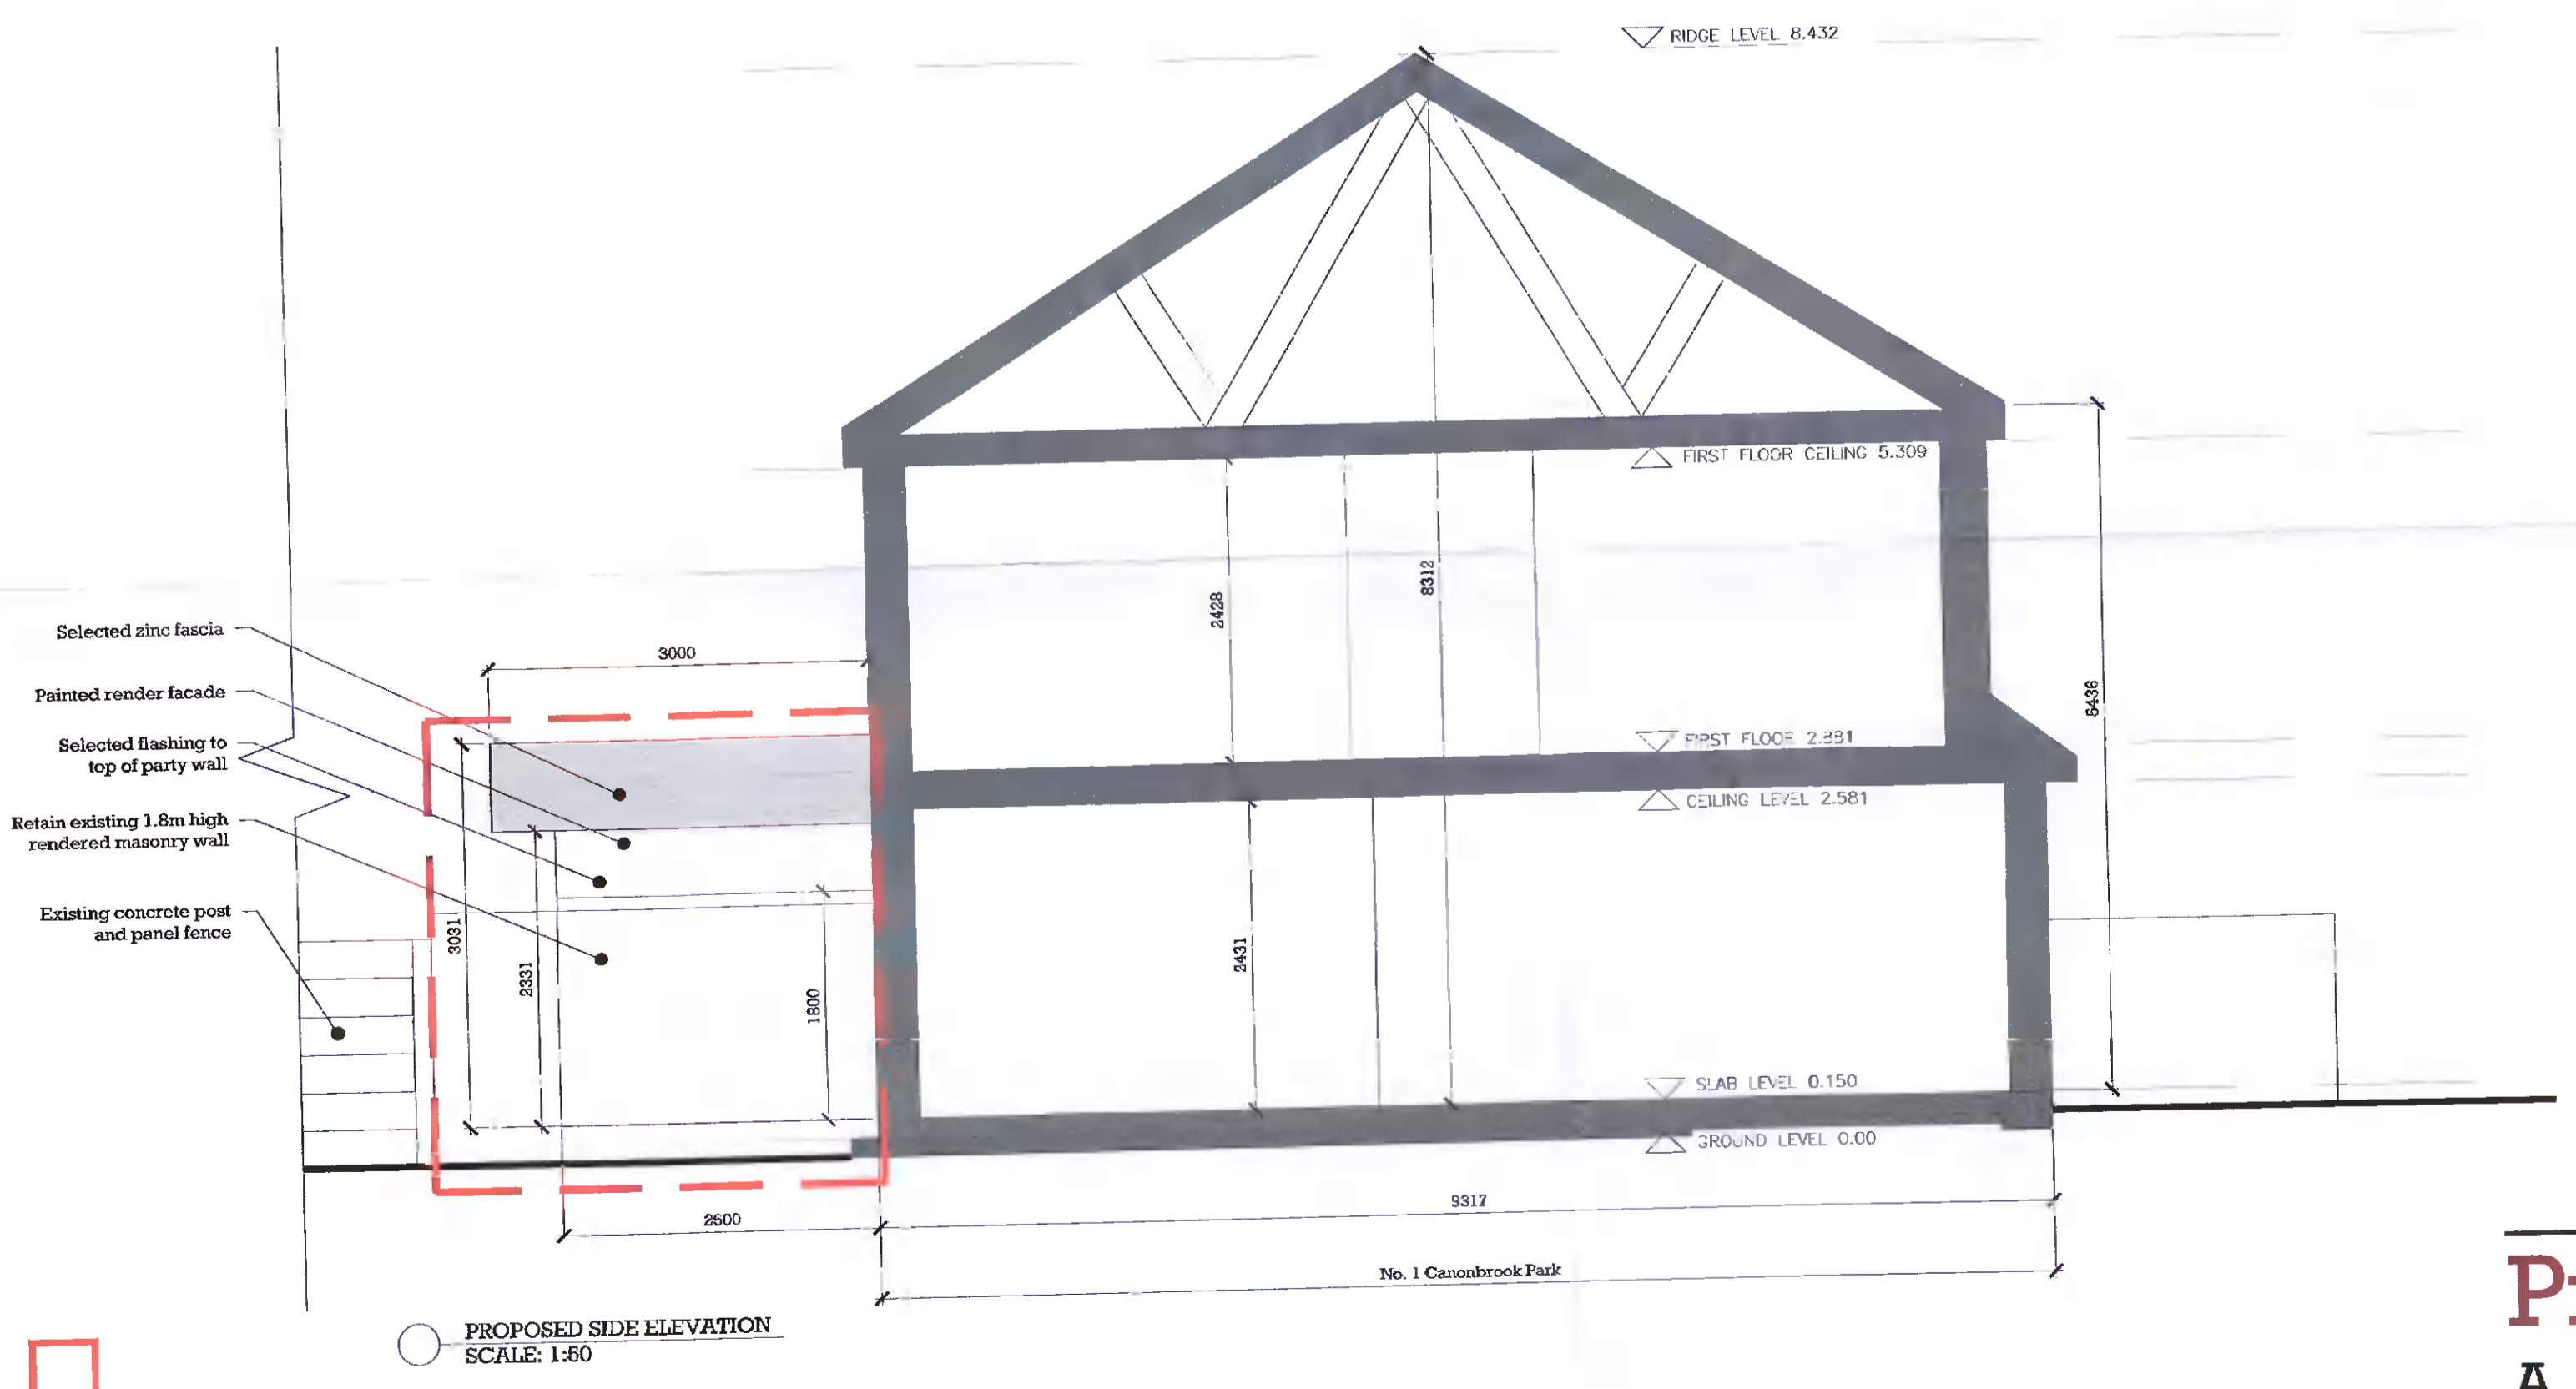 RIDGE LEVEL 8.432
FIRST FLOOR CEILING 5.309
2428
8312
Selected zinc fascia
3000
Painted render facade
5436
Selected flashing to
top of party wall
FIRST FLOOR 2.881
CEILING LEVEL 2.581
Retain existing 1.8m high
rendered masonry wall
Existing concrete post
and panel fence
3031
2331
1800
2431
SLAB LEVEL 0.150
GROUND LEVEL 0.00
2500
9317
No. 1 Canonbrook Park
PROPOSED SIDE ELEVATION
SCALE: 1:50